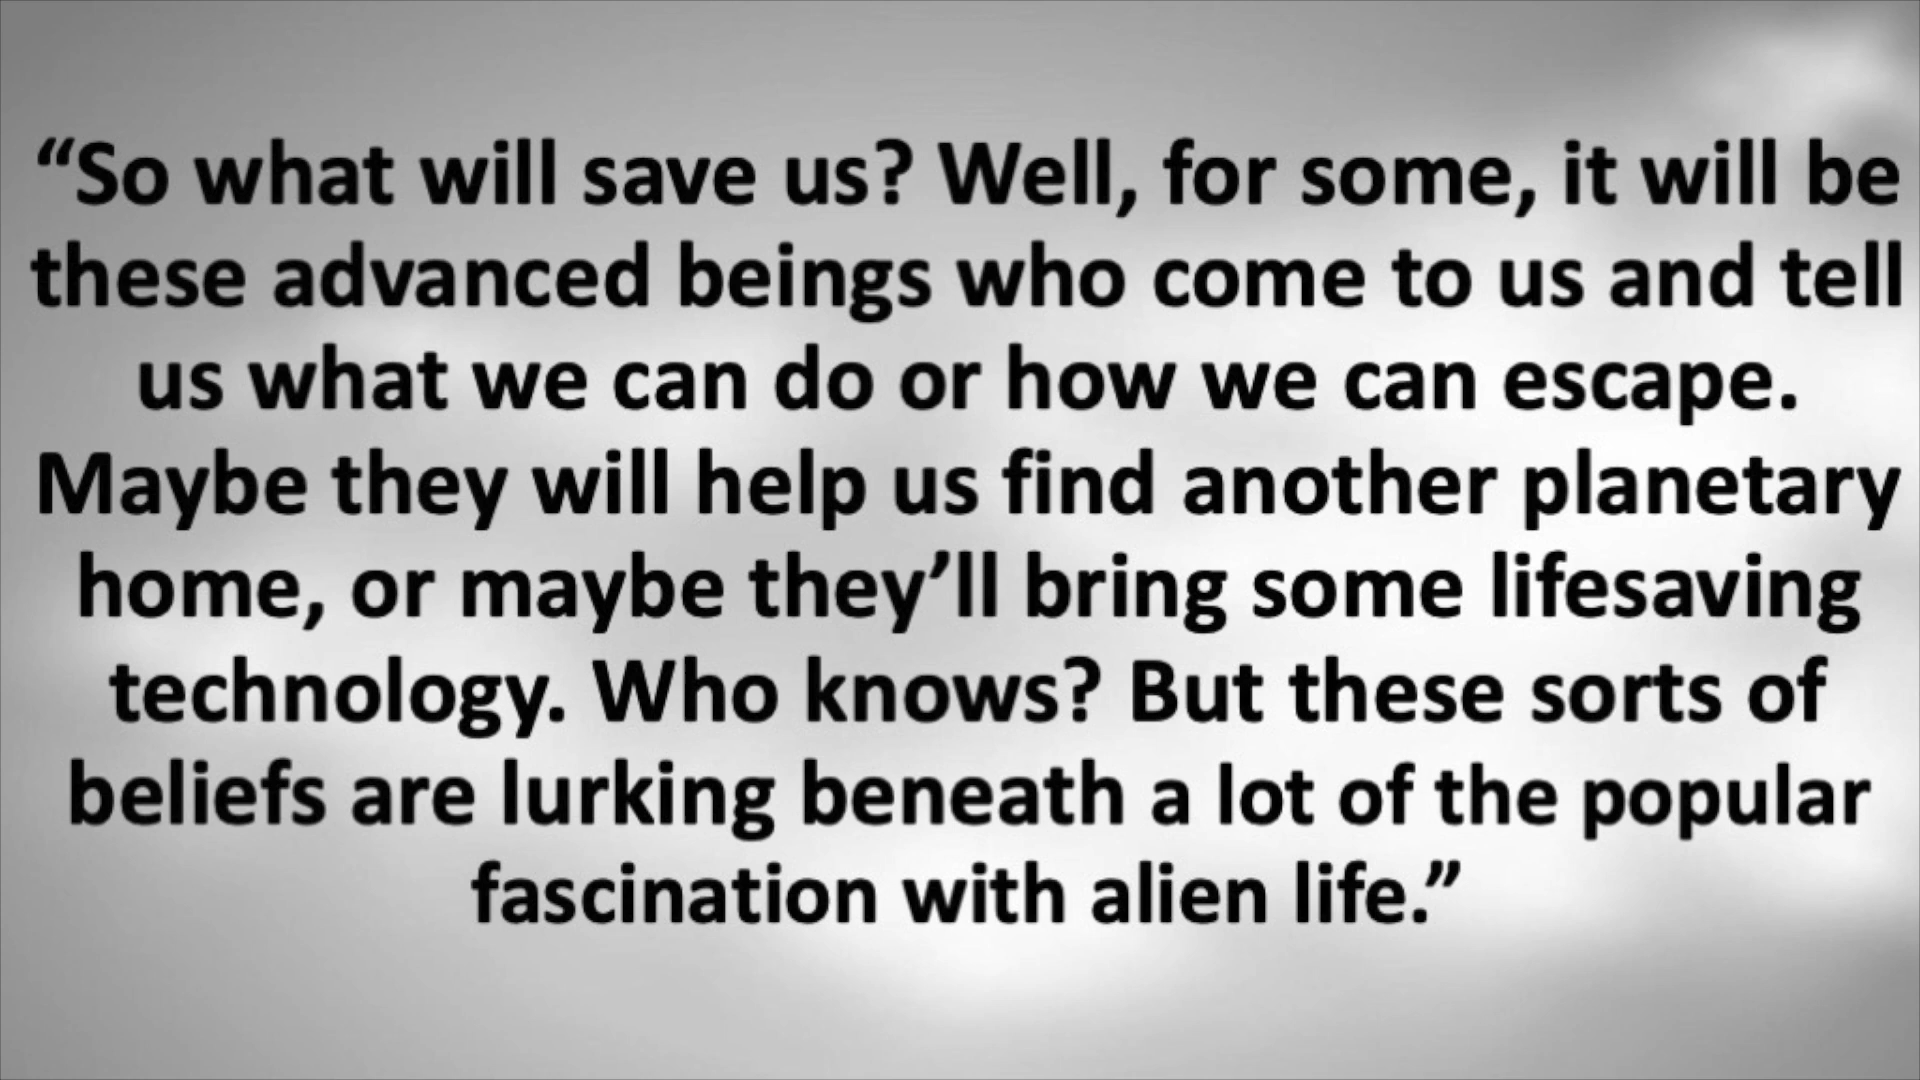 “So what will save us? Well, for some, it will be
these advanced beings who come to us and tell
us what we can do or how we can escape.
Maybe they will help us find another planetary
home, or maybe they’ll bring some lifesaving
technology. Who knows? But these sorts of
beliefs are lurking beneath a lot of the popular
fascination with alien life.”